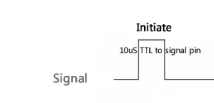 Initiate
10uS TTL to signal pin
Signal